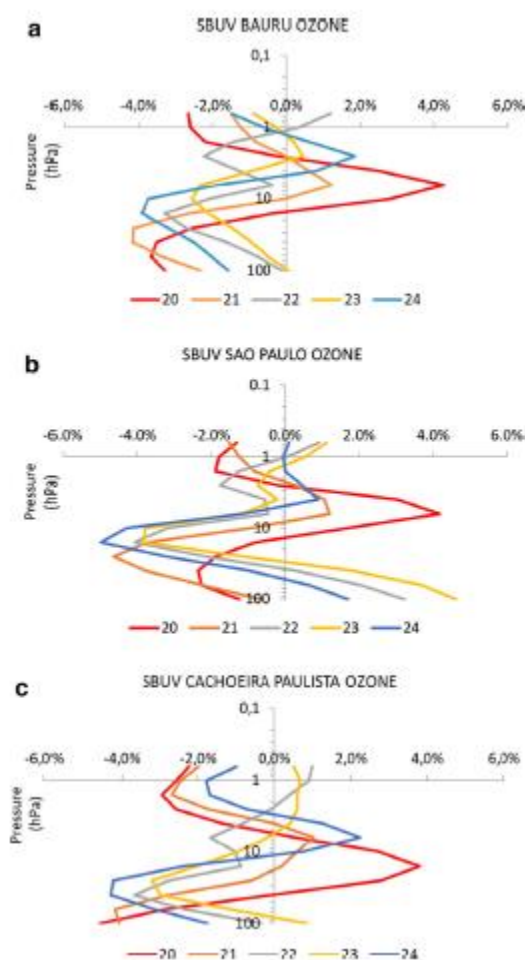 a
SBUV BAURU OZONE
0,1
-6,0% -4,0% -2,0% 0,0% 2,0% 4,0% 6,0%
1
Pressure
(hPa)
10
100
20 21 22 23 24
b
SBUV SAO PAULO OZONE
0.1
-6.0% -4.0% -2.0% 0.0% 2.0% 4.0% 6.0%
1
Pressure
(hPa)
10
100
20 21 22 23 24
c
SBUV CACHOEIRA PAULISTA OZONE
0,1
-6,0% -4,0% -2,0% 0,0% 2,0% 4,0% 6,0%
1
Pressure
(hPa)
10
100
20 21 22 23 24